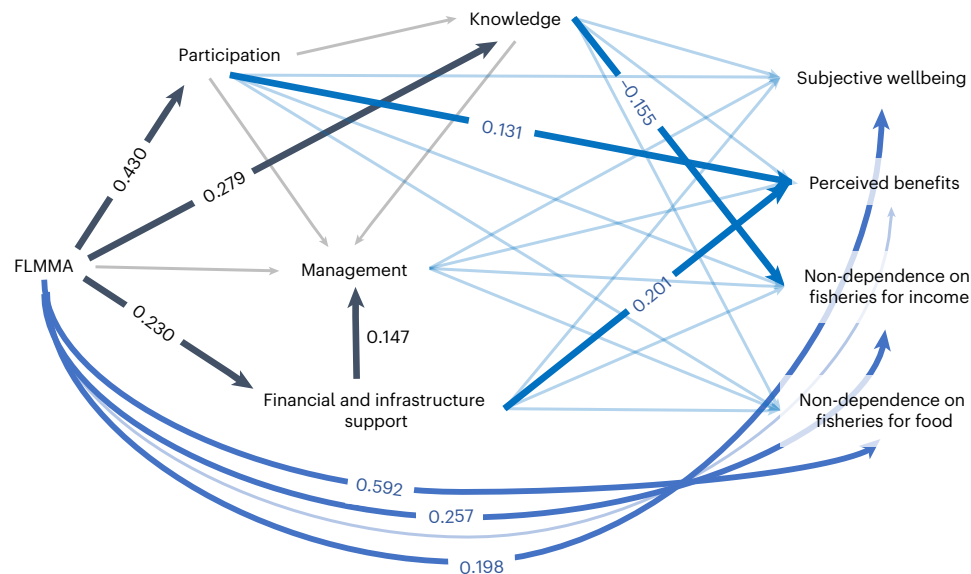 Knowledge
Participation
Subjective wellbeing
−0.155
0.131
0.430
0.279
Perceived benefits
FLMMA
Management
Non-dependence on
fisheries for income
0.201
0.230
0.147
Financial and infrastructure
support
Non-dependence on
fisheries for food
0.592
0.257
0.198